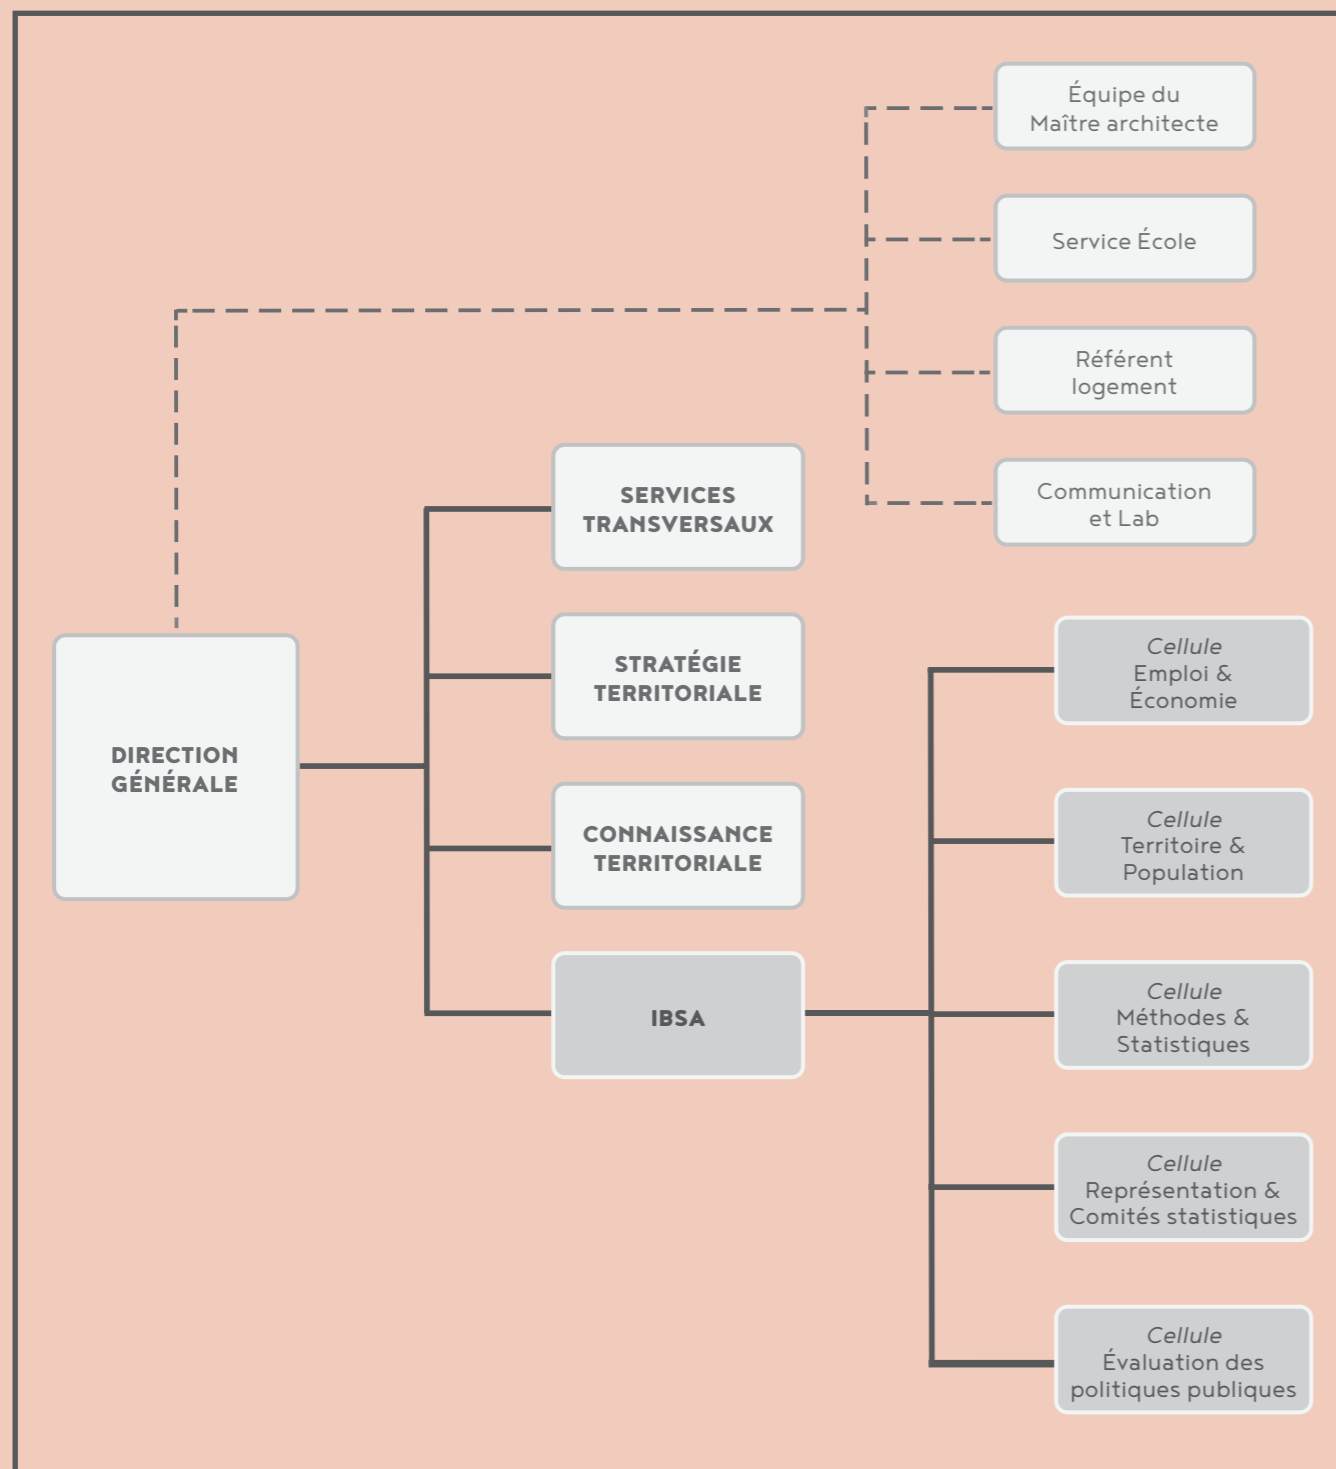 Équipe du
Maître architecte
Service École
Référent
logement
Communication
et Lab
SERVICES
TRANSVERSAUX
STRATÉGIE
TERRITORIALE
CONNAISSANCE
TERRITORIALE
IBSA
DIRECTION
GÉNÉRALE
Cellule
Emploi &
Économie
Cellule
Territoire &
Population
Cellule
Méthodes &
Statistiques
Cellule
Représentation &
Comités statistiques
Cellule
Évaluation des
politiques publiques